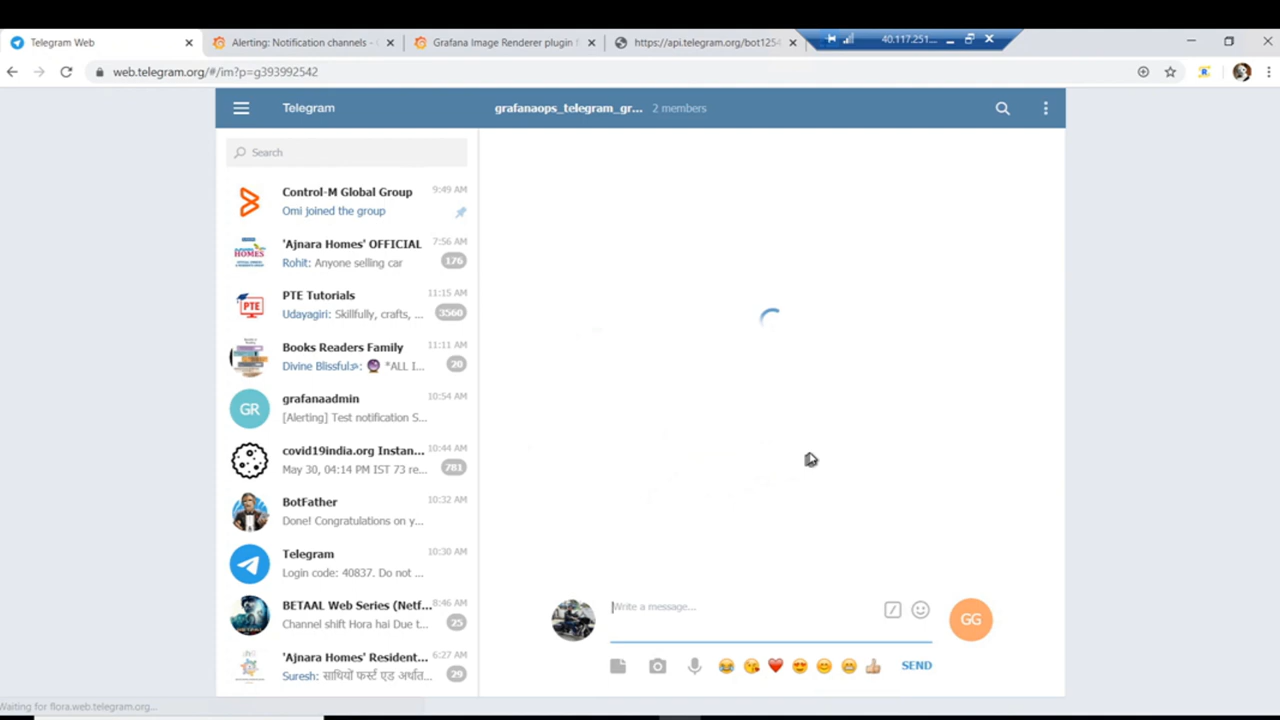 Telegram Web
Alerting: Notification channels -
Grafana Image Renderer plugin f
https://api.telegram.org/bot1254
40.117.251...
web.telegram.org/#/im?p=g393992542
Telegram
grafanaops_telegram_gr... 2 members
Search
Control-M Global Group 9:49 AM
Omi joined the group
'Ajnara Homes' OFFICIAL 7:56 AM
Rohit: Anyone selling car 176
PTE Tutorials 11:15 AM
Udayagiri: Skillfully, crafts, ... 3560
Books Readers Family 11:11 AM
Divine Blissful: 🔮 *ALL I... 20
GR grafanaadmin 10:54 AM
[Alerting] Test notification S...
covid19india.org Instan... 10:44 AM
May 30, 04:14 PM IST 73 re... 781
BotFather 10:32 AM
Done! Congratulations on y...
Telegram 10:30 AM
Login code: 40837. Do not ...
BETAAL Web Series (Netf... 8:46 AM
Channel shift Hora hai Due t... 25
'Ajnara Homes' Resident... 6:27 AM
Suresh: साथियों फर्स्ट एड अर्थात... 29
Write a message...
GG
SEND
Waiting for flora.web.telegram.org...